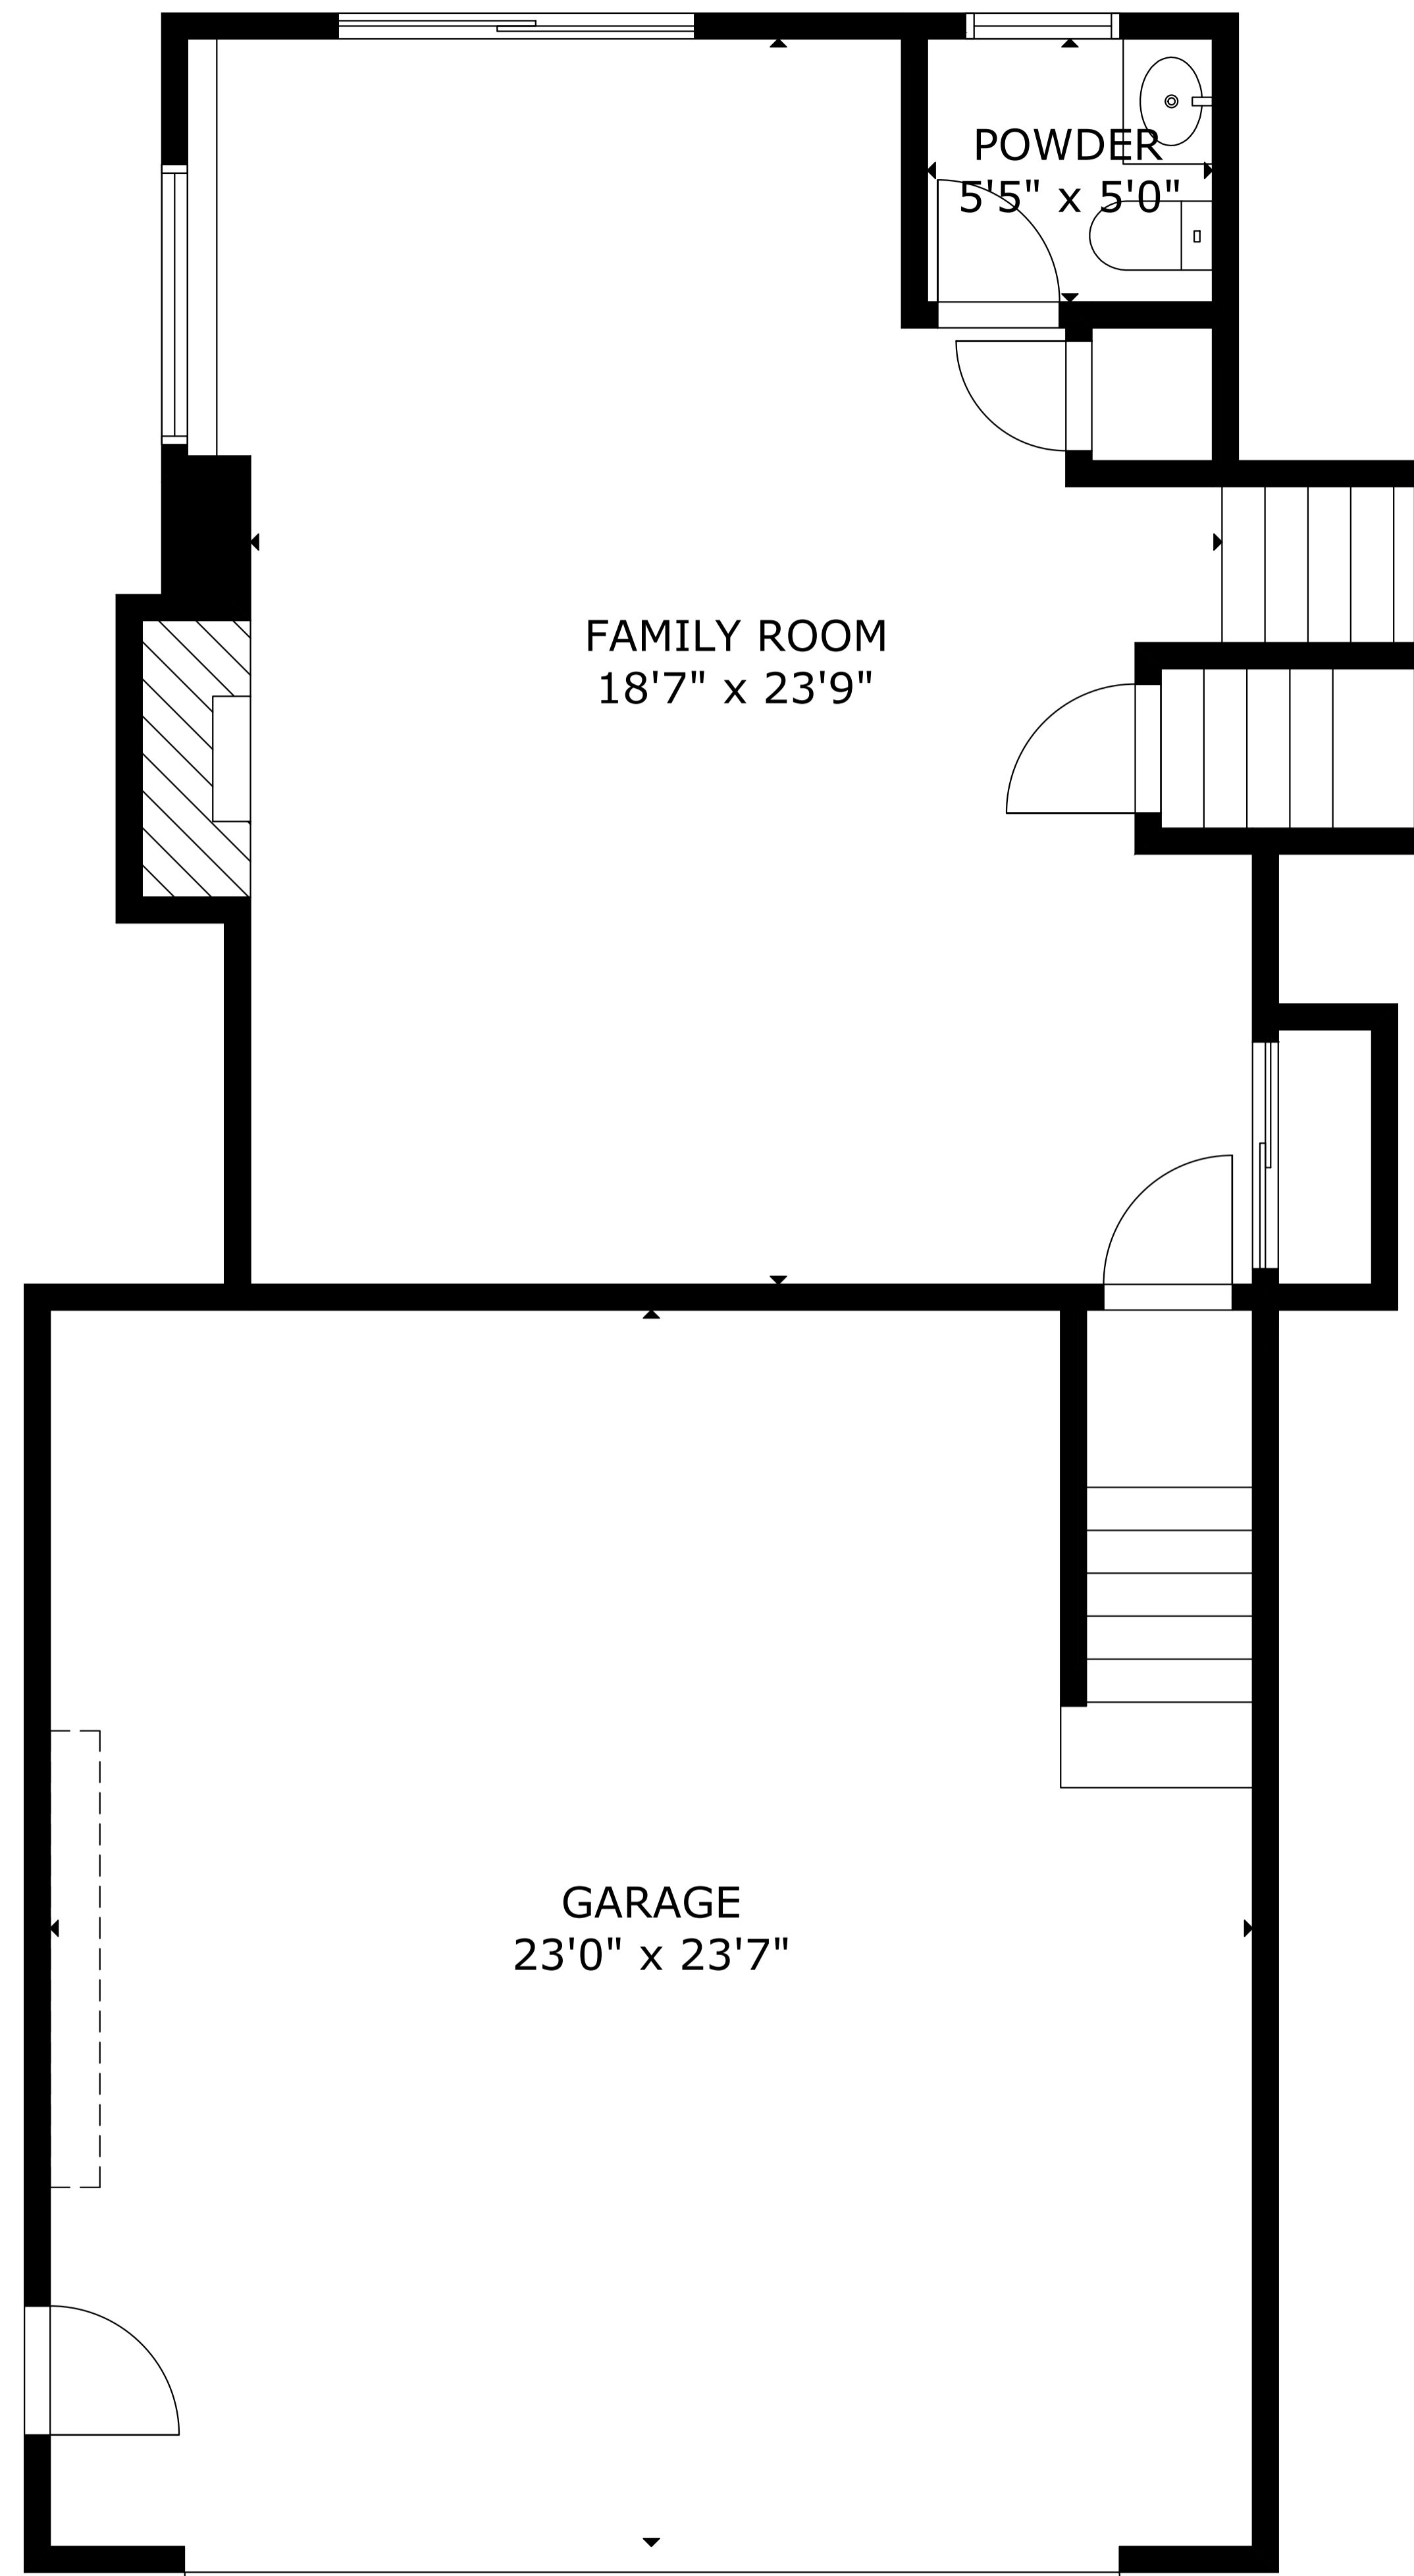 POWDER
5'5" x 5'0"
FAMILY ROOM
18'7" x 23'9"
GARAGE
23'0" x 23'7"